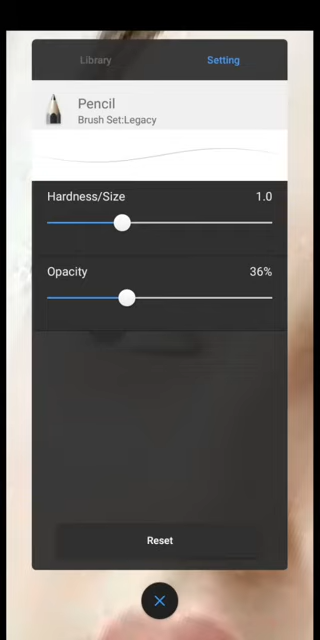 Library
Setting
Pencil
Brush Set:Legacy
Hardness/Size 1.0
Opacity 36%
Reset